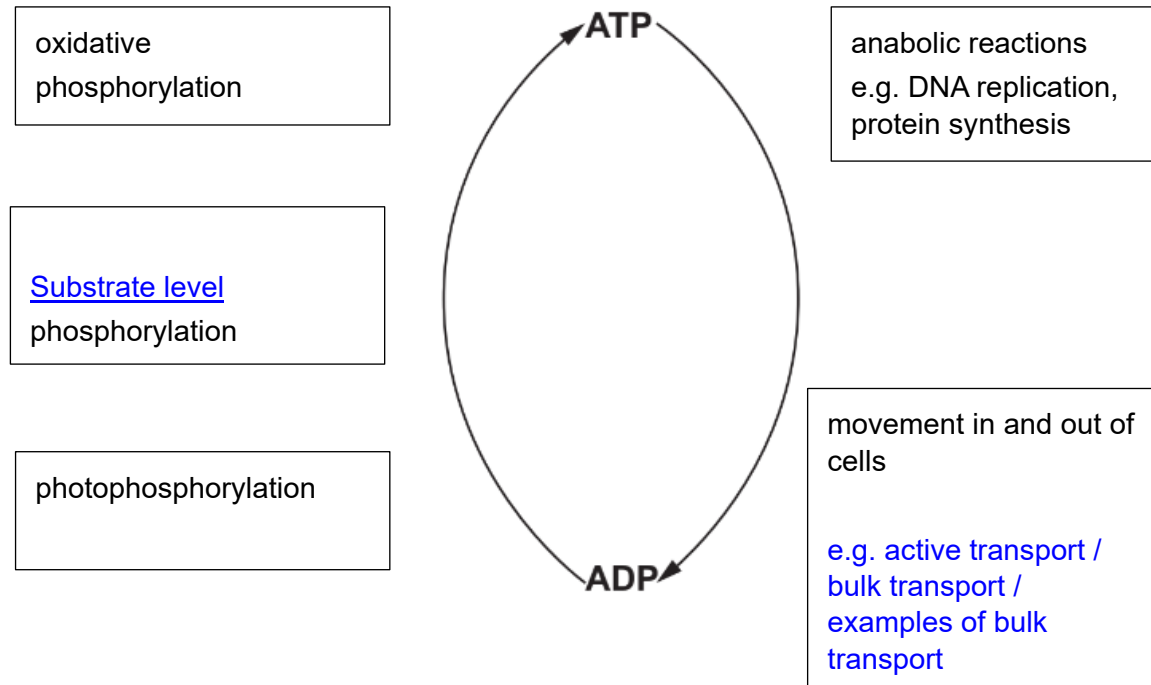 oxidative
phosphorylation
Substrate level
phosphorylation
photophosphorylation
ATP
ADP
anabolic reactions
e.g. DNA replication,
protein synthesis
movement in and out of
cells
e.g. active transport /
bulk transport /
examples of bulk
transport